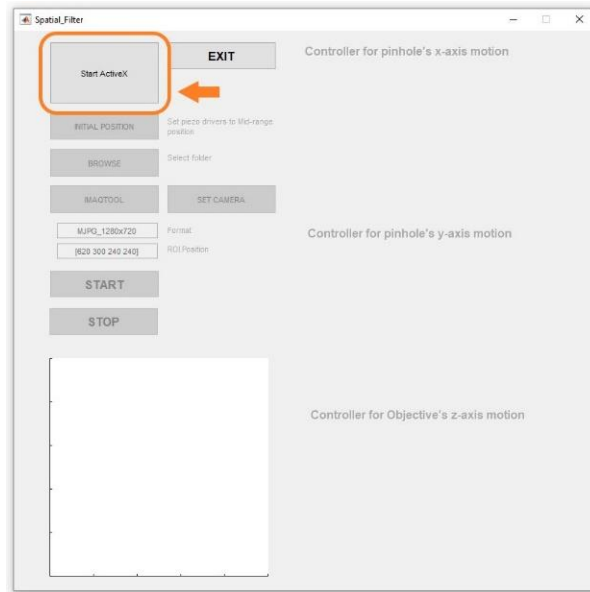 Spatial_Filter
Start ActiveX
EXIT
Controller for pinhole's x-axis motion
INITIAL POSITION
Set piezo drivers to Mid-range
position
BROWSE
Select folder
IMAQTOOL
SET CAMERA
MJPG_1280x720
Format
Controller for pinhole's y-axis motion
[620 300 240 240]
ROI Position
START
STOP
Controller for Objective's z-axis motion